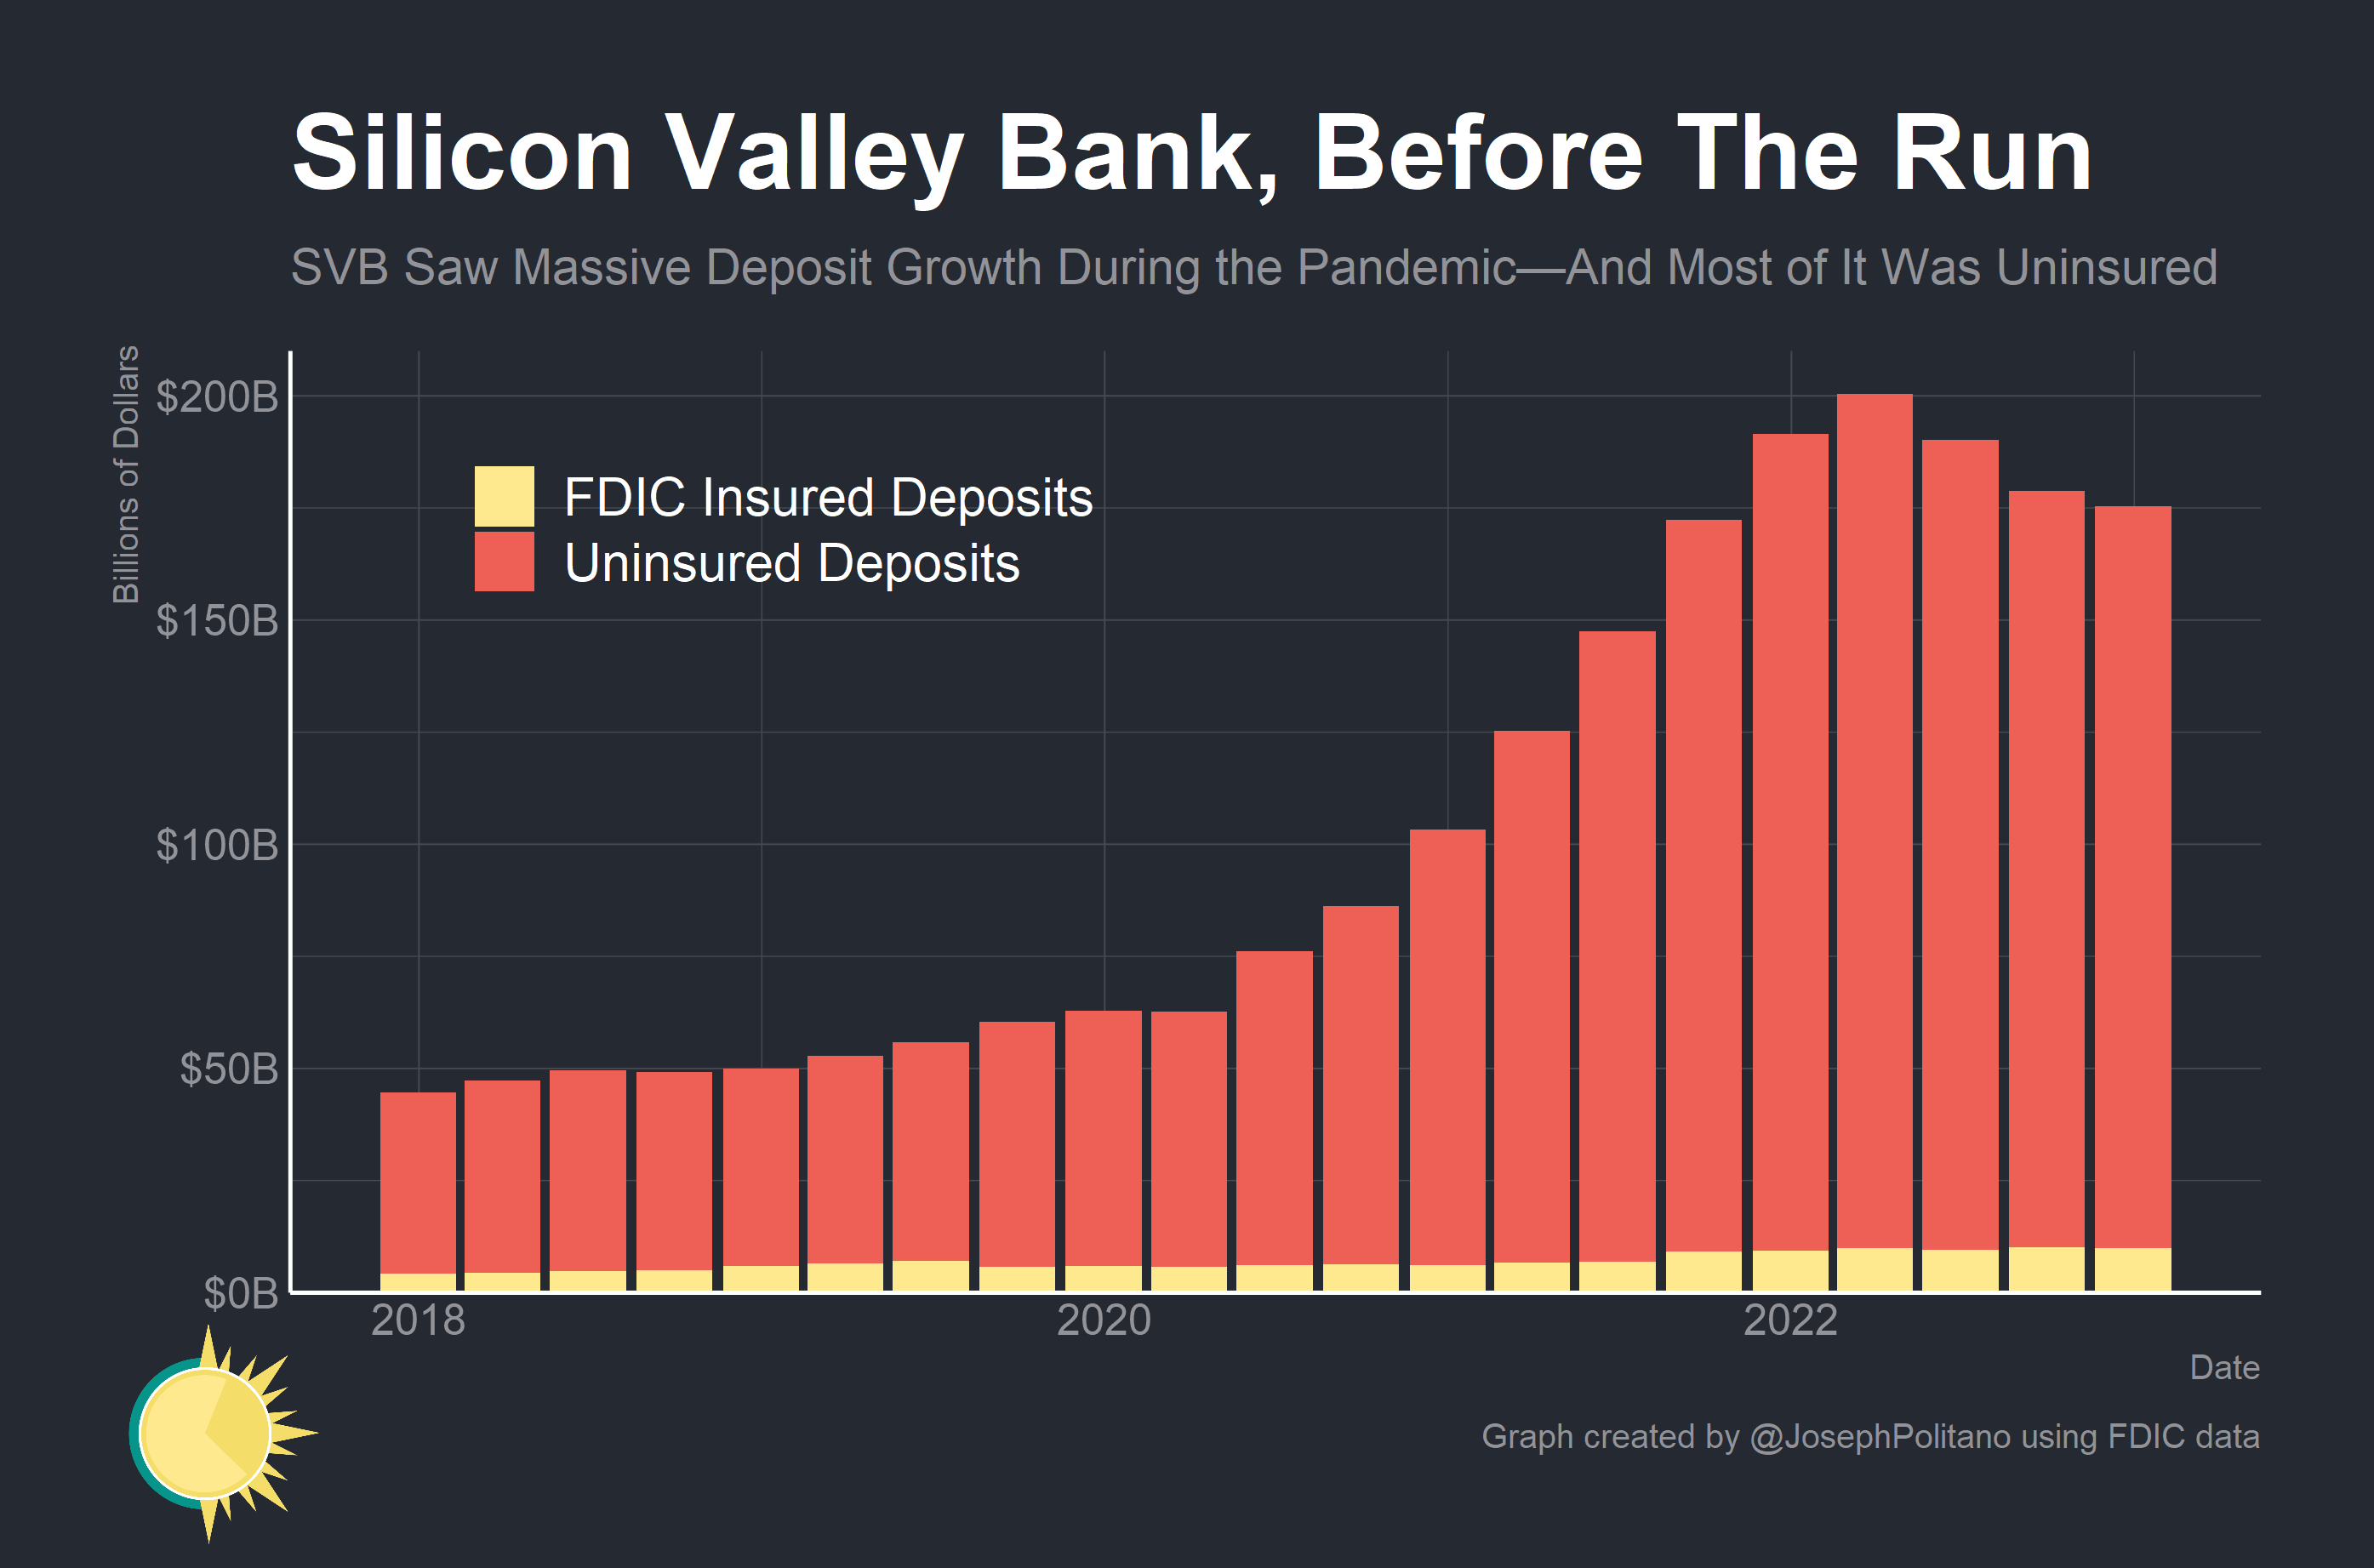 Silicon Valley Bank, Before The Run
SVB Saw Massive Deposit Growth During the Pandemic—And Most of It Was Uninsured
Billions of Dollars
$200B
$150B
$100B
$50B
$0B
FDIC Insured Deposits
Uninsured Deposits
2018
2020
2022
Date
Graph created by @JosephPolitano using FDIC data